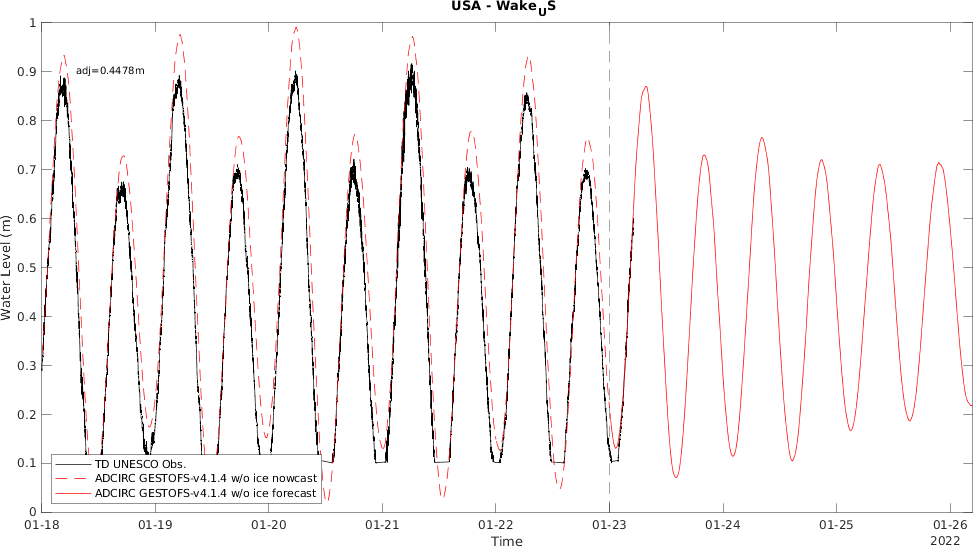 USA - Wake_US
adj=0.4478m
1
0.9
0.8
0.7
0.6
0.5
0.4
0.3
0.2
0.1
0
Water Level (m)
TD UNESCO Obs.
ADCIRC GESTOFS-v4.1.4 w/o ice nowcast
ADCIRC GESTOFS-v4.1.4 w/o ice forecast
01-18 01-19 01-20 01-21 01-22 01-23 01-24 01-25 01-26
Time
2022